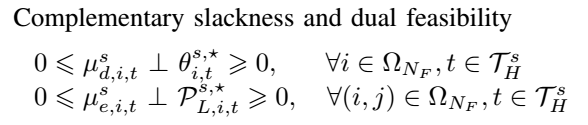 Complementary slackness and dual feasibility
0 ⩽ μ^s_{d,i,t} ⊥ θ^{s,⋆}_{i,t} ⩾ 0, ∀i ∈ Ω_{N_F}, t ∈ 𝒯^s_H
0 ⩽ μ^s_{e,i,t} ⊥ 𝒫^{s,⋆}_{L,i,t} ⩾ 0, ∀(i, j) ∈ Ω_{N_F}, t ∈ 𝒯^s_H